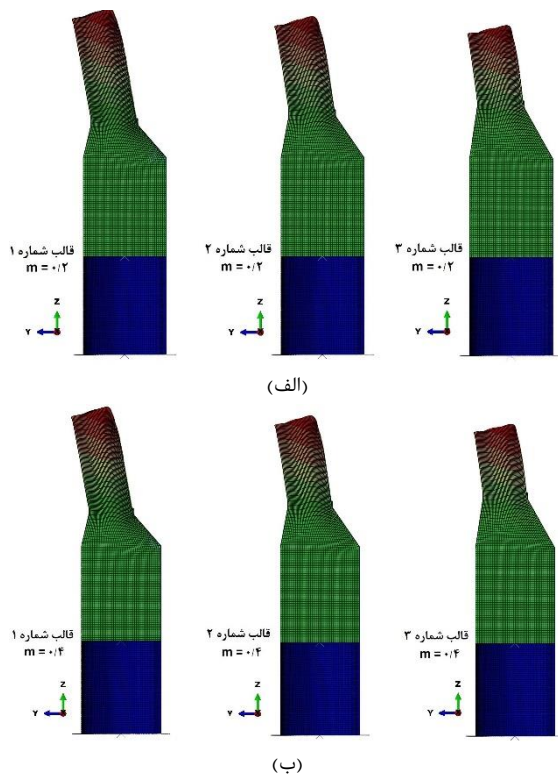 قالب شماره ۱
m = ۰/۲
Z
Y
قالب شماره ۲
m = ۰/۲
Z
Y
قالب شماره ۳
m = ۰/۲
Z
Y
(الف)
قالب شماره ۱
m = ۰/۴
Z
Y
قالب شماره ۲
m = ۰/۴
Z
Y
قالب شماره ۳
m = ۰/۴
Z
Y
(ب)